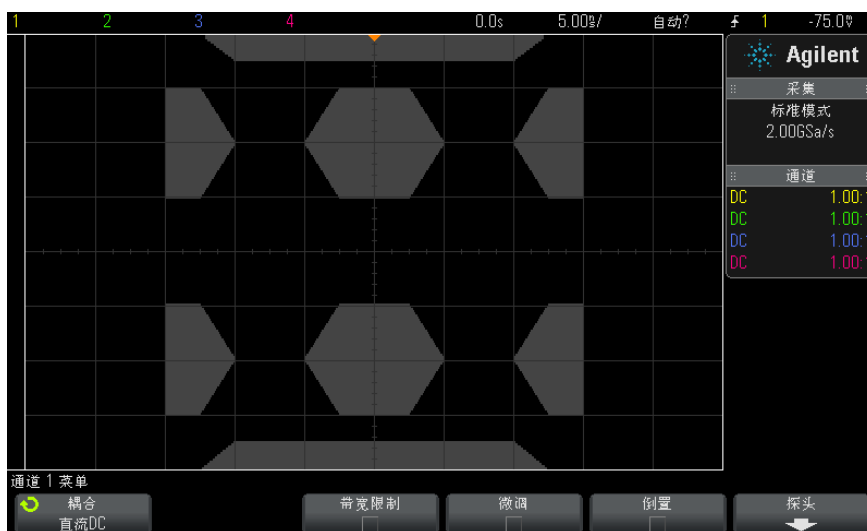 1 2 3 4 0.0s 5.00s/ 自动? 1 -75.0V
Agilent
采集
标准模式
2.00GSa/s
通道
DC 1.00:
DC 1.00:
DC 1.00:
DC 1.00:
通道 1 菜单
耦合
直流DC
带宽限制
微调
倒置
探头